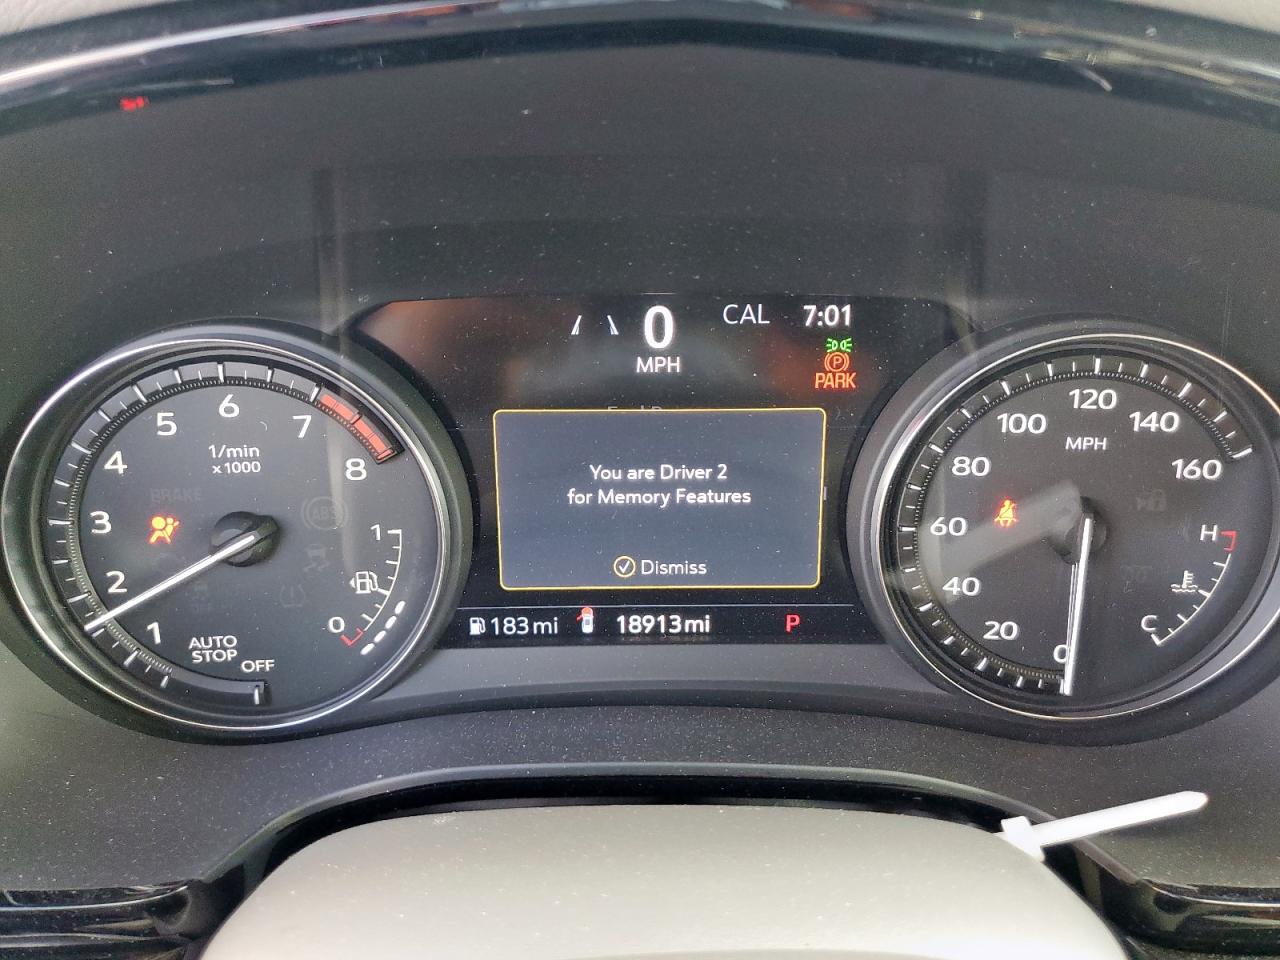 0
MPH
CAL
7:01
PARK
You are Driver 2
for Memory Features
Dismiss
183 mi
18913 mi
P
1/min
x1000
1
2
3
4
5
6
7
8
BRAKE
ABS
AUTO
STOP
OFF
1
0
MPH
0
20
40
60
80
100
120
140
160
H
C